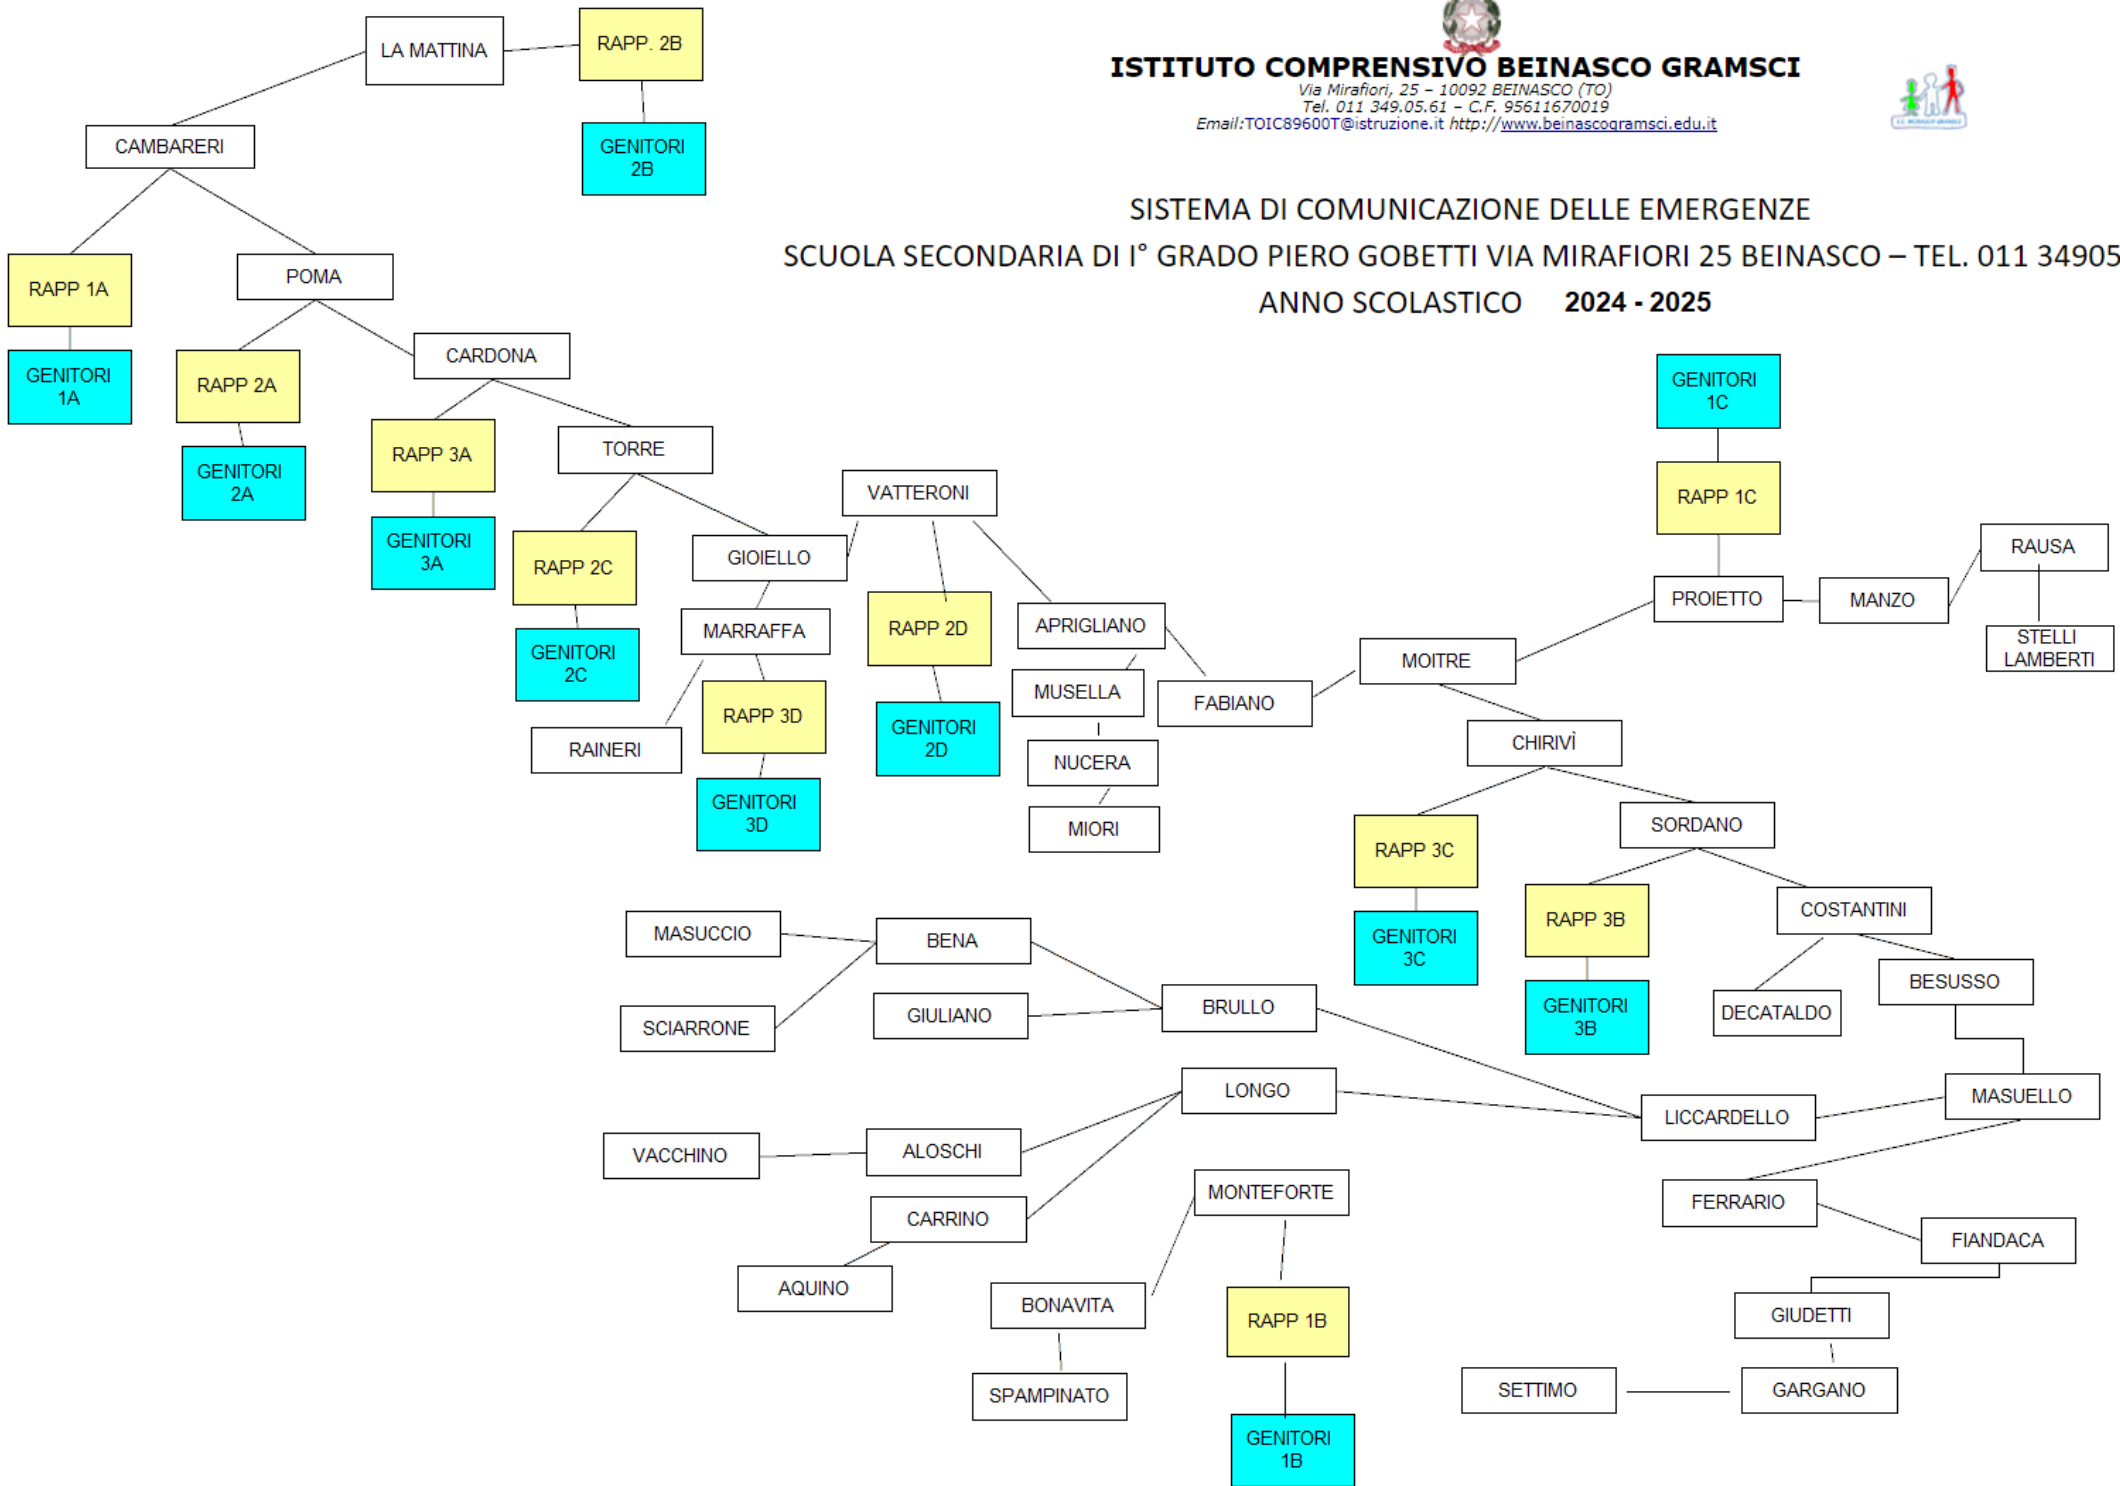 ISTITUTO COMPRENSIVO BEINASCO GRAMSCI
Via Mirafiori, 25 – 10092 BEINASCO (TO)
Tel. 011 349.05.61 – C.F. 95611670019
Email:TOIC89600T@istruzione.it http://www.beinascogramsci.edu.it
SISTEMA DI COMUNICAZIONE DELLE EMERGENZE
SCUOLA SECONDARIA DI I° GRADO PIERO GOBETTI VIA MIRAFIORI 25 BEINASCO – TEL. 011 34905
ANNO SCOLASTICO 2024 - 2025
LA MATTINA
RAPP. 2B
GENITORI
2B
CAMBARERI
RAPP 1A
GENITORI
1A
POMA
RAPP 2A
GENITORI
2A
CARDONA
RAPP 3A
GENITORI
3A
TORRE
RAPP 2C
GENITORI
2C
GIOIELLO
MARRAFFA
RAINERI
RAPP 3D
GENITORI
3D
VATTERONI
RAPP 2D
GENITORI
2D
APRIGLIANO
MUSELLA
NUCERA
MIORI
FABIANO
MOITRE
GENITORI
1C
RAPP 1C
PROIETTO
MANZO
RAUSA
STELLI
LAMBERTI
CHIRIVÌ
RAPP 3C
GENITORI
3C
SORDANO
RAPP 3B
GENITORI
3B
COSTANTINI
DECATALDO
BESUSSO
MASUELLO
LICCARDELLO
BRULLO
BENA
MASUCCIO
SCIARRONE
GIULIANO
LONGO
ALOSCHI
VACCHINO
CARRINO
AQUINO
MONTEFORTE
BONAVITA
SPAMPINATO
RAPP 1B
GENITORI
1B
FERRARIO
FIANDACA
GIUDETTI
GARGANO
SETTIMO